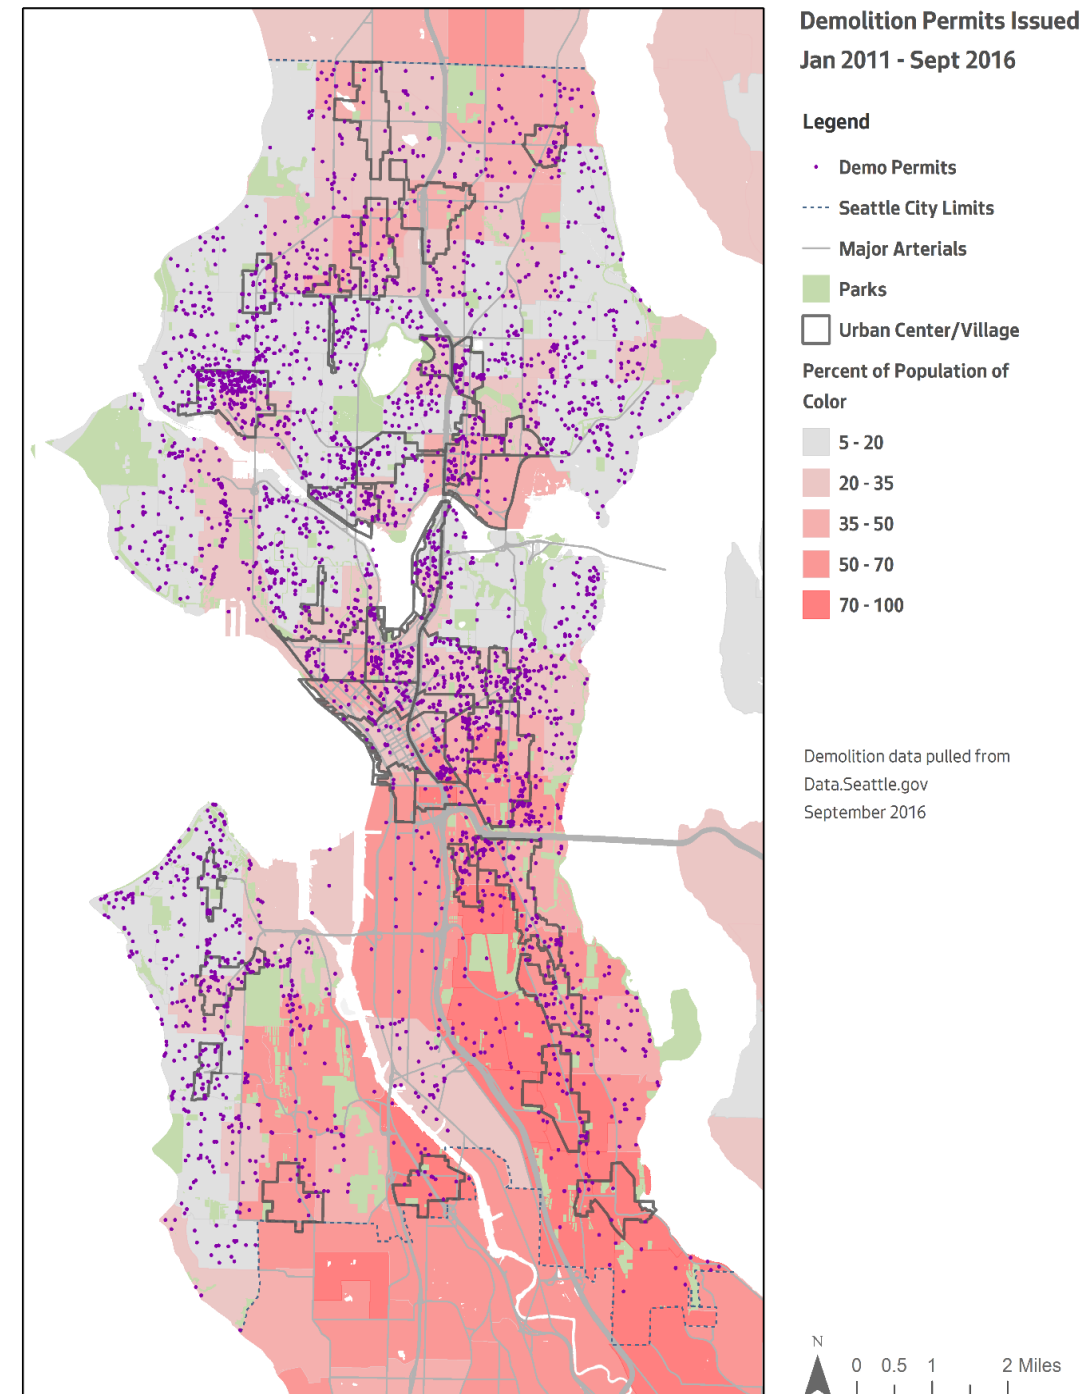 Demolition Permits Issued
Jan 2011 - Sept 2016
Legend
Demo Permits
Seattle City Limits
Major Arterials
Parks
Urban Center/Village
Percent of Population of
Color
5 - 20
20 - 35
35 - 50
50 - 70
70 - 100
Demolition data pulled from
Data.Seattle.gov
September 2016
N
0 0.5 1 2 Miles